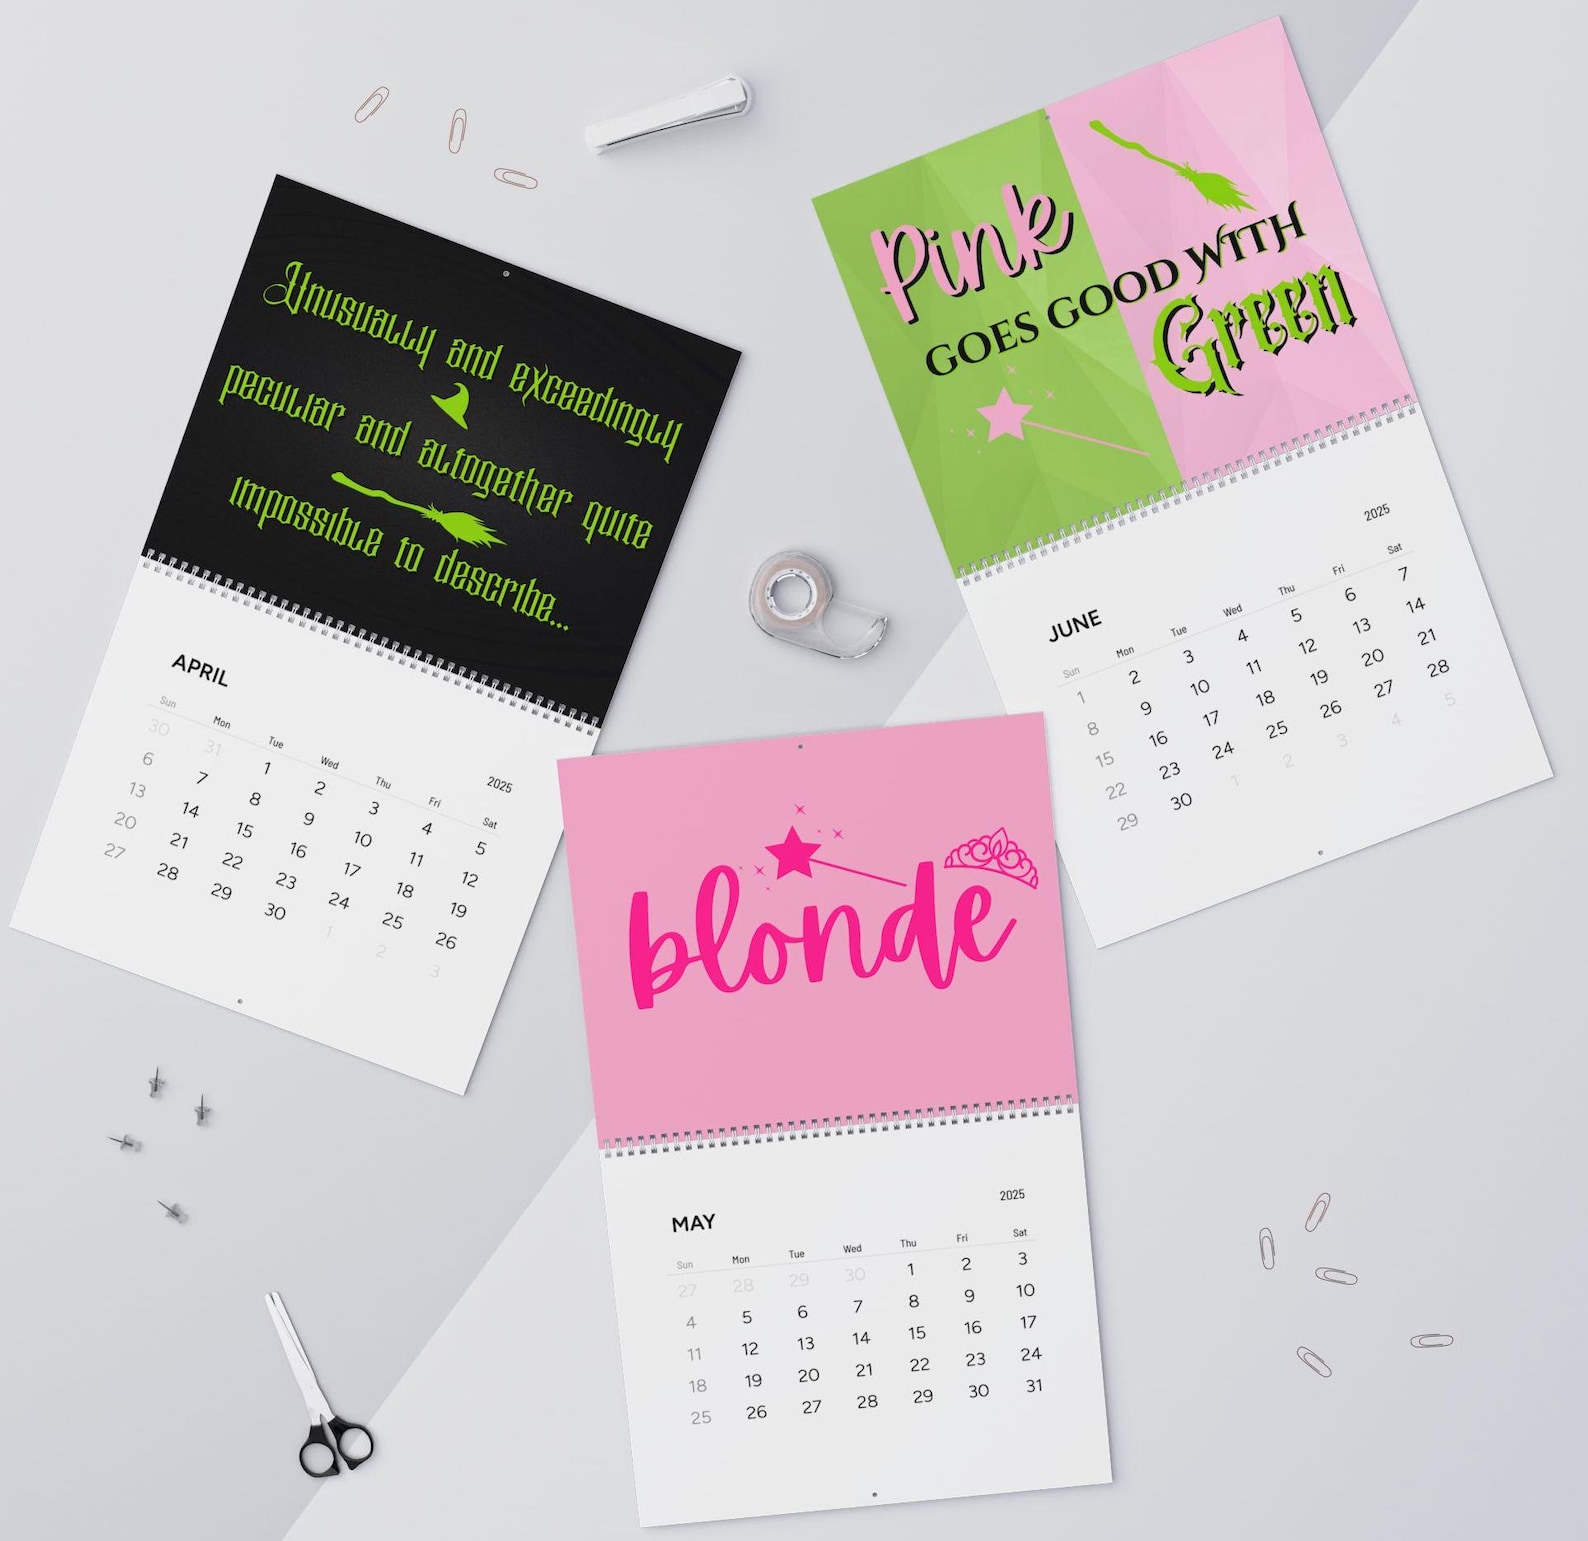 Unusually and exceedingly
peculiar and altogether quite
impossible to describe...
APRIL
2025
Sun Mon Tue Wed Thu Fri Sat
30 31 1 2 3 4 5
6 7 8 9 10 11 12
13 14 15 16 17 18 19
20 21 22 23 24 25 26
27 28 29 30 1 2 3
Pink
GOES GOOD WITH
Green
JUNE
2025
Sun Mon Tue Wed Thu Fri Sat
1 2 3 4 5 6 7
8 9 10 11 12 13 14
15 16 17 18 19 20 21
22 23 24 25 26 27 28
29 30 1 2 3 4 5
blonde
MAY
2025
Sun Mon Tue Wed Thu Fri Sat
27 28 29 30 1 2 3
4 5 6 7 8 9 10
11 12 13 14 15 16 17
18 19 20 21 22 23 24
25 26 27 28 29 30 31